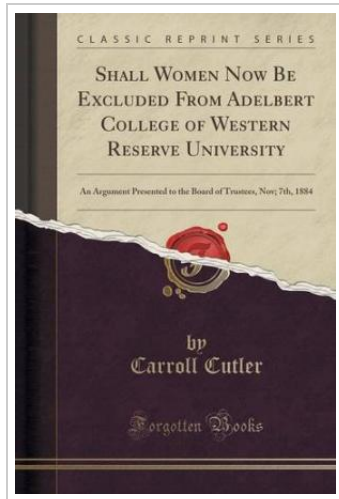 CLASSIC REPRINT SERIES
SHALL WOMEN NOW BE
EXCLUDED FROM ADELBERT
COLLEGE OF WESTERN
RESERVE UNIVERSITY
An Argument Presented to the Board of Trustees, Nov; 7th, 1884
F
by
Carroll Cutler
Forgotten Books